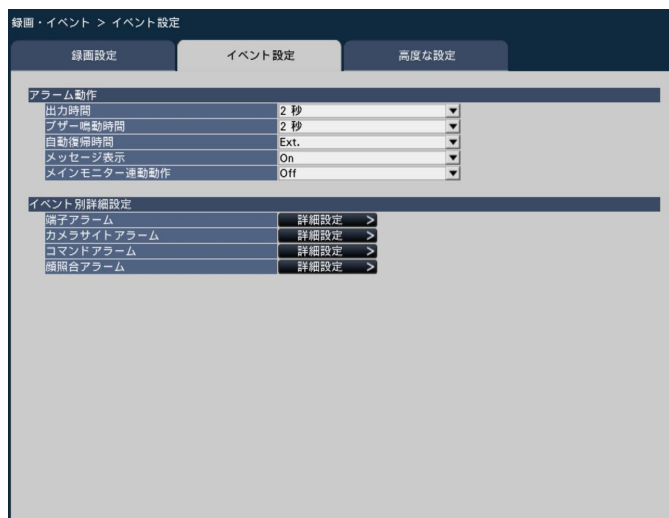 録画・イベント > イベント設定
録画設定 イベント設定 高度な設定
アラーム動作
出力時間 2 秒
ブザー鳴動時間 2 秒
自動復帰時間 Ext.
メッセージ表示 On
メインモニター連動動作 Off
イベント別詳細設定
端子アラーム 詳細設定 >
カメラサイトアラーム 詳細設定 >
コマンドアラーム 詳細設定 >
顔照合アラーム 詳細設定 >